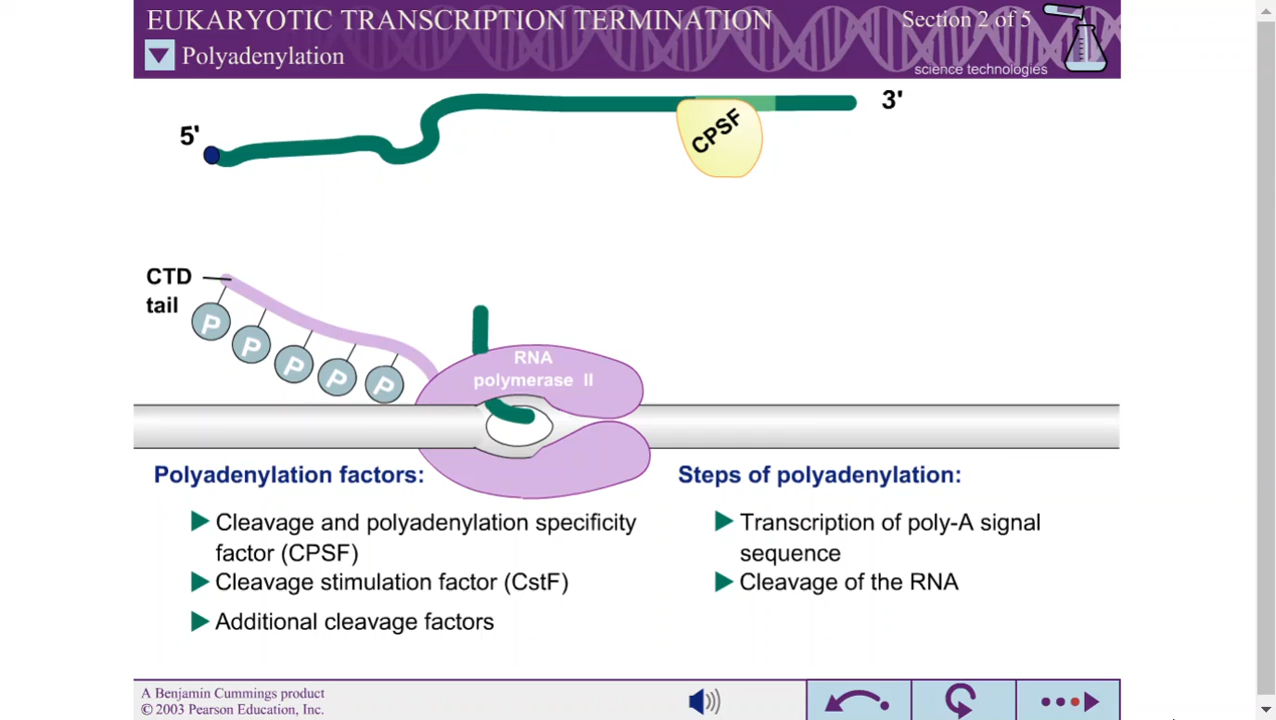 EUKARYOTIC TRANSCRIPTION TERMINATION
Section 2 of 5
Polyadenylation
science technologies
3'
5'
CPSF
CTD
tail
P
P
P
P
P
RNA
polymerase II
Polyadenylation factors:
Cleavage and polyadenylation specificity
factor (CPSF)
Cleavage stimulation factor (CstF)
Additional cleavage factors
Steps of polyadenylation:
Transcription of poly-A signal
sequence
Cleavage of the RNA
A Benjamin Cummings product
© 2003 Pearson Education, Inc.